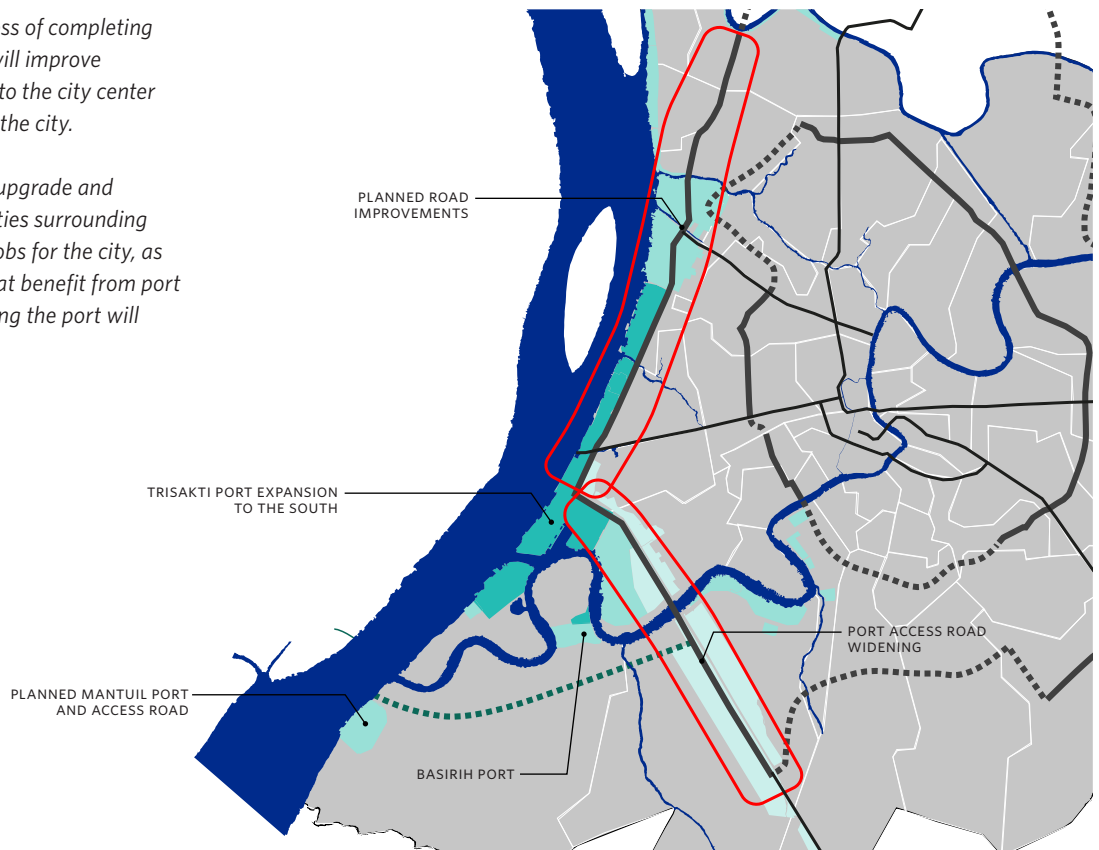 ss of completing
will improve
to the city center
the city.
upgrade and
ties surrounding
obs for the city, as
at benefit from port
ng the port will
PLANNED ROAD
IMPROVEMENTS
TRISAKTI PORT EXPANSION
TO THE SOUTH
PORT ACCESS ROAD
WIDENING
PLANNED MANTUIL PORT
AND ACCESS ROAD
BASIRIH PORT